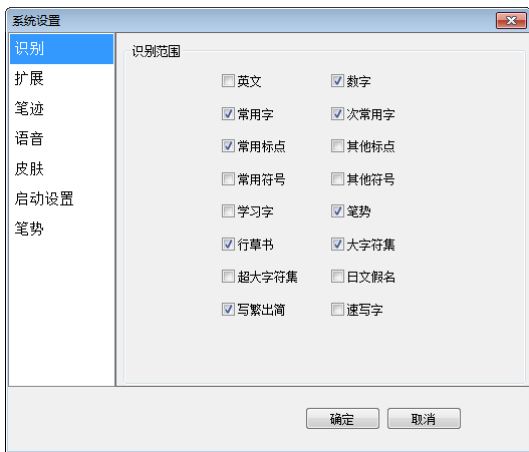 系统设置
识别
扩展
笔迹
语音
皮肤
启动设置
笔势
识别范围
英文 数字
常用字 次常用字
常用标点 其他标点
常用符号 其他符号
学习字 笔势
行草书 大字符集
超大字符集 日文假名
写繁出简 速写字
确定 取消